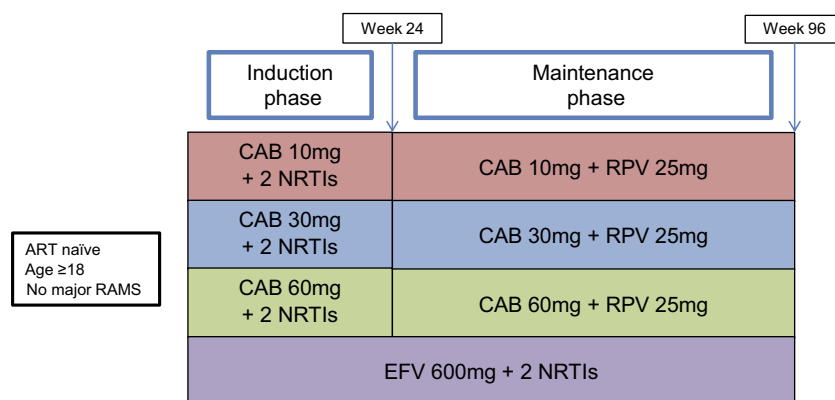 Week 24
Week 96
Induction
phase
Maintenance
phase
CAB 10mg
+ 2 NRTIs
CAB 10mg + RPV 25mg
CAB 30mg
+ 2 NRTIs
CAB 30mg + RPV 25mg
ART naïve
Age ≥18
No major RAMS
CAB 60mg
+ 2 NRTIs
CAB 60mg + RPV 25mg
EFV 600mg + 2 NRTIs